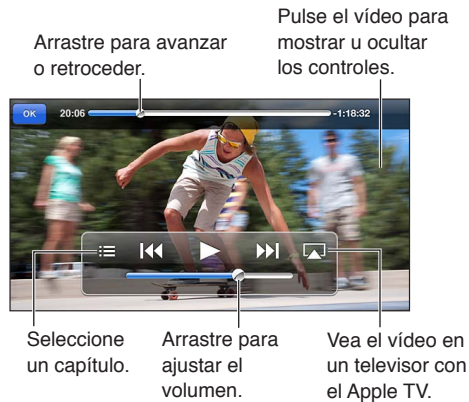 Pulse el vídeo para
mostrar u ocultar
los controles.
Arrastre para avanzar
o retroceder.
OK 20:06 -1:18:32
Seleccione
un capítulo.
Arrastre para
ajustar el
volumen.
Vea el vídeo en
un televisor con
el Apple TV.